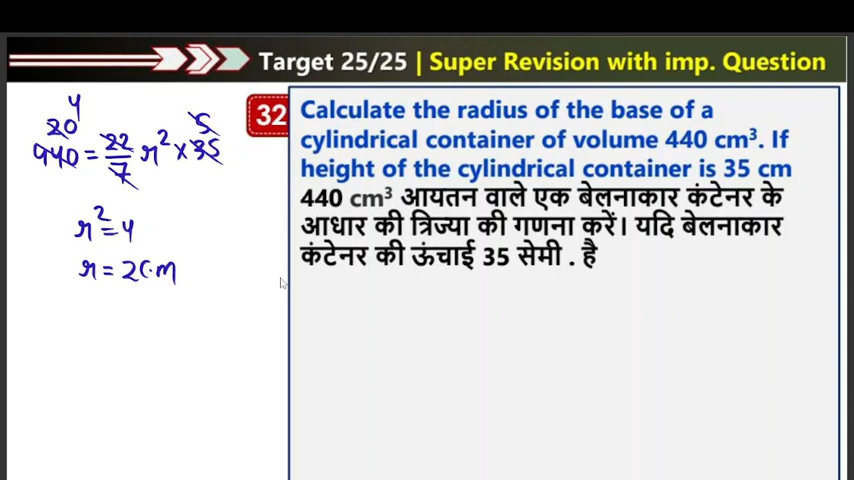 Target 25/25 | Super Revision with imp. Question
32
Calculate the radius of the base of a
cylindrical container of volume 440 cm³. If
height of the cylindrical container is 35 cm
440 cm³ आयतन वाले एक बेलनाकार कंटेनर के
आधार की त्रिज्या की गणना करें। यदि बेलनाकार
कंटेनर की ऊंचाई 35 सेमी . है
4
20 5
440 = 22/7 r² × 35
r² = 4
r = 2cm